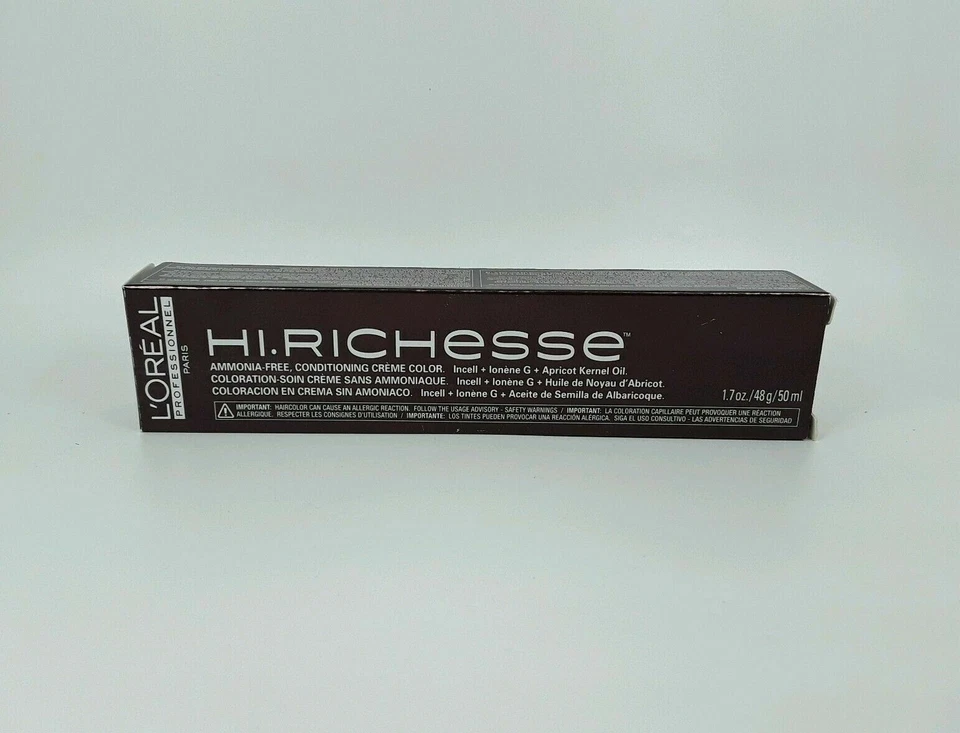 L'ORÉAL
PROFESSIONNEL
PARIS
HI.RICHESSE™
AMMONIA-FREE, CONDITIONING CRÈME COLOR. Incell + Ionène G + Apricot Kernel Oil.
COLORATION-SOIN CRÈME SANS AMMONIAQUE. Incell + Ionène G + Huile de Noyau d'Abricot.
COLORACION EN CREMA SIN AMONIACO. Incell + Ionène G + Aceite de Semilla de Albaricoque.
1.7 oz./48 g/50 ml
IMPORTANT: HAIRCOLOR CAN CAUSE AN ALLERGIC REACTION. FOLLOW THE USAGE ADVISORY - SAFETY WARNINGS / IMPORTANT: LA COLORATION CAPILLAIRE PEUT PROVOQUER UNE RÉACTION
ALLERGIQUE. RESPECTER LES CONSIGNES D'UTILISATION / IMPORTANTE: LOS TINTES PUEDEN PROVOCAR UNA REACCIÓN ALÉRGICA. SIGA EL USO CONSULTIVO - LAS ADVERTENCIAS DE SEGURIDAD